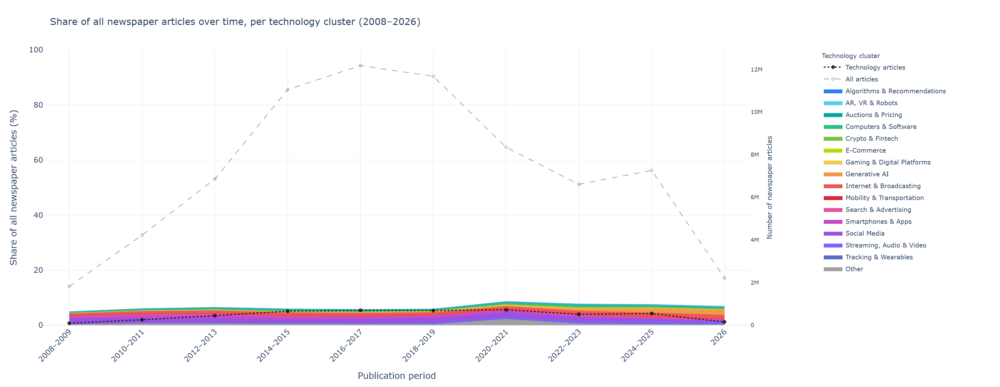 Share of all newspaper articles over time, per technology cluster (2008–2026)
Share of all newspaper articles (%)
100
80
60
40
20
0
12M
10M
8M
6M
4M
2M
0
Number of newspaper articles
2008–2009
2010–2011
2012–2013
2014–2015
2016–2017
2018–2019
2020–2021
2022–2023
2024–2025
2026
Publication period
Technology cluster
Technology articles
All articles
Algorithms & Recommendations
AR, VR & Robots
Auctions & Pricing
Computers & Software
Crypto & Fintech
E-Commerce
Gaming & Digital Platforms
Generative AI
Internet & Broadcasting
Mobility & Transportation
Search & Advertising
Smartphones & Apps
Social Media
Streaming, Audio & Video
Tracking & Wearables
Other